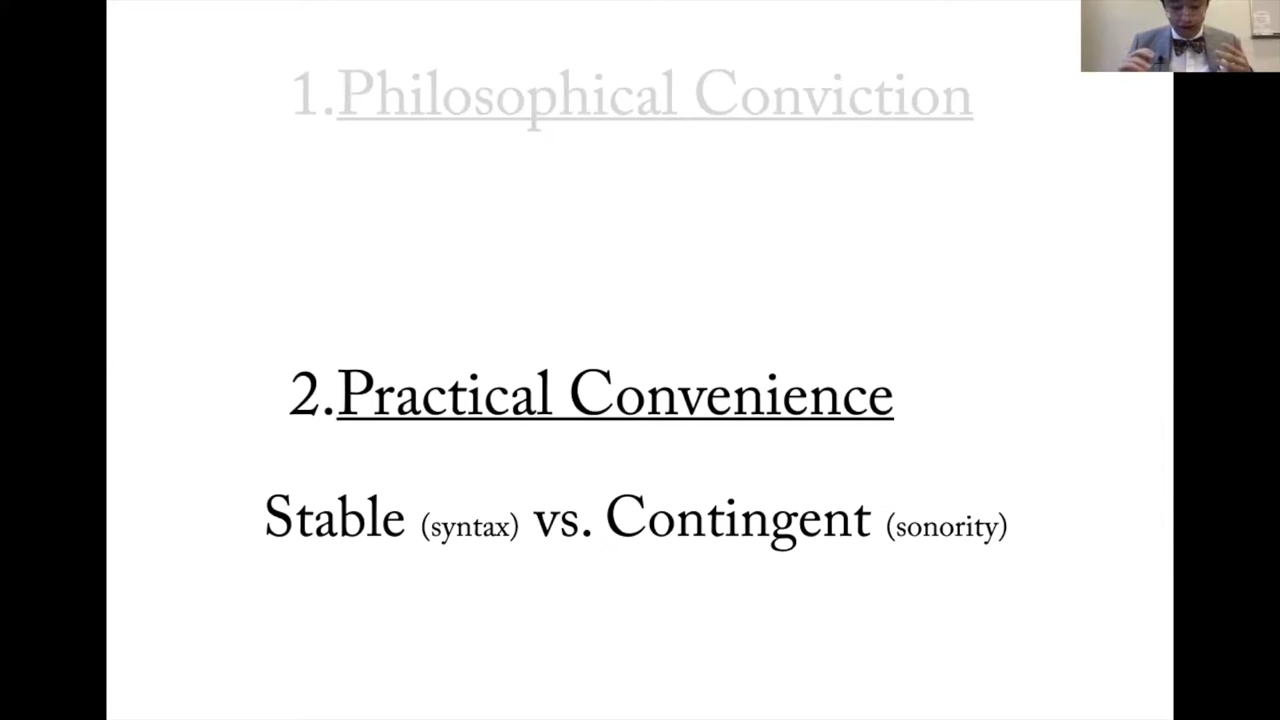 1.Philosophical Conviction
2.Practical Convenience
Stable (syntax) vs. Contingent (sonority)